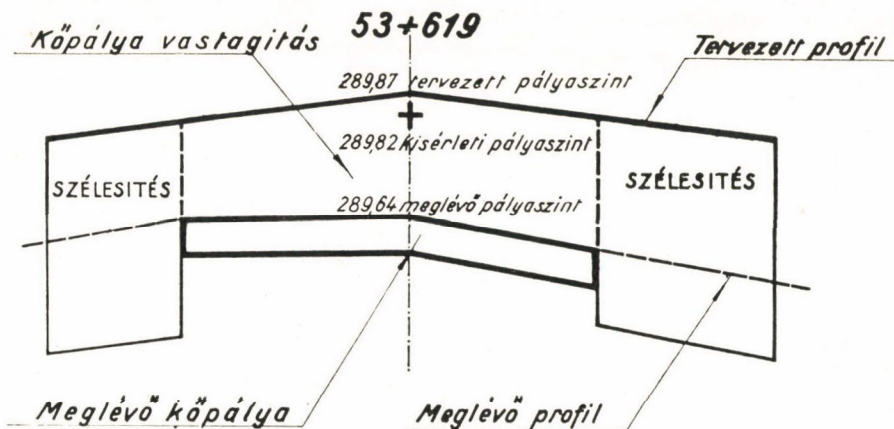 53+619
Kőpálya vastagitás
Tervezett profil
289,87 tervezett pályaszint
289,82 kisérleti pályaszint
SZÉLESITÉS
SZÉLESITÉS
289,64 meglévő pályaszint
Meglévő kőpálya
Meglévő profil